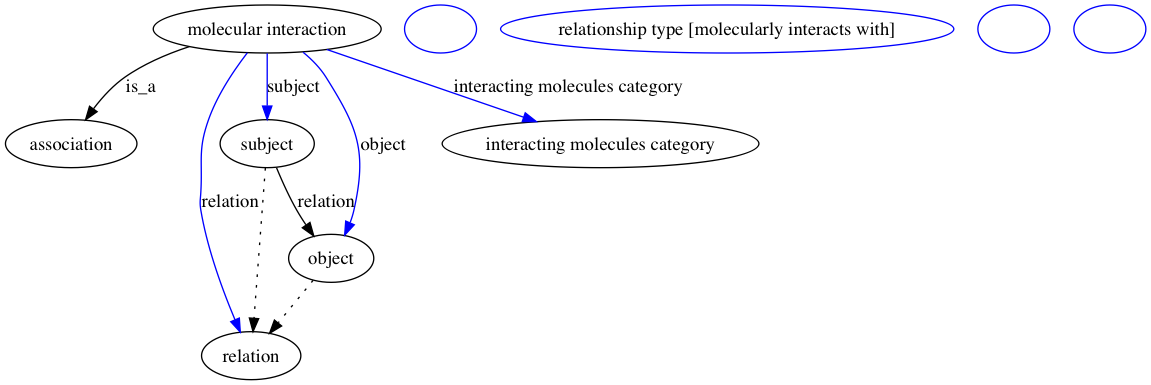 molecular interaction
relationship type [molecularly interacts with]
is_a
subject
interacting molecules category
association
subject
object
interacting molecules category
relation
relation
object
relation